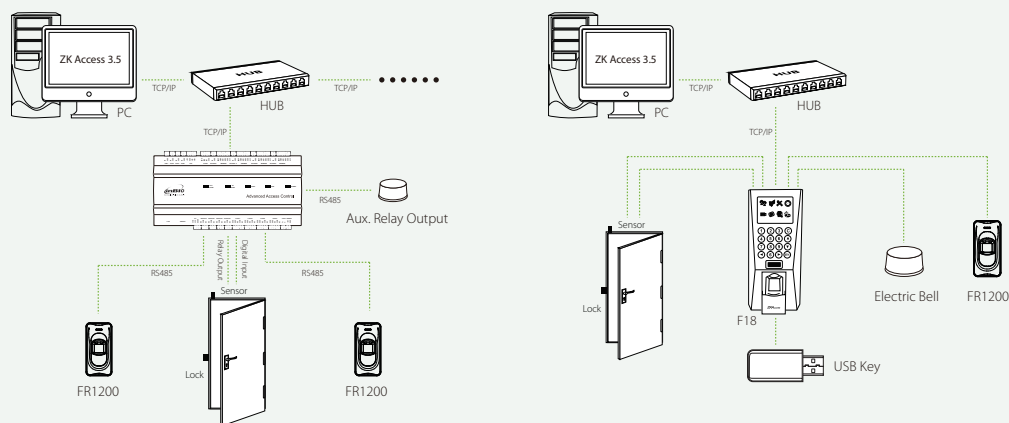 ZK Access 3.5
PC
TCP/IP
HUB
HUB
TCP/IP
TCP/IP
Advanced Access Control
RS485
Aux. Relay Output
RS485
Relay Output
Digital Input
RS485
Sensor
Lock
FR1200
FR1200
ZK Access 3.5
PC
TCP/IP
HUB
HUB
TCP/IP
Sensor
Lock
F18
Electric Bell
FR1200
USB Key